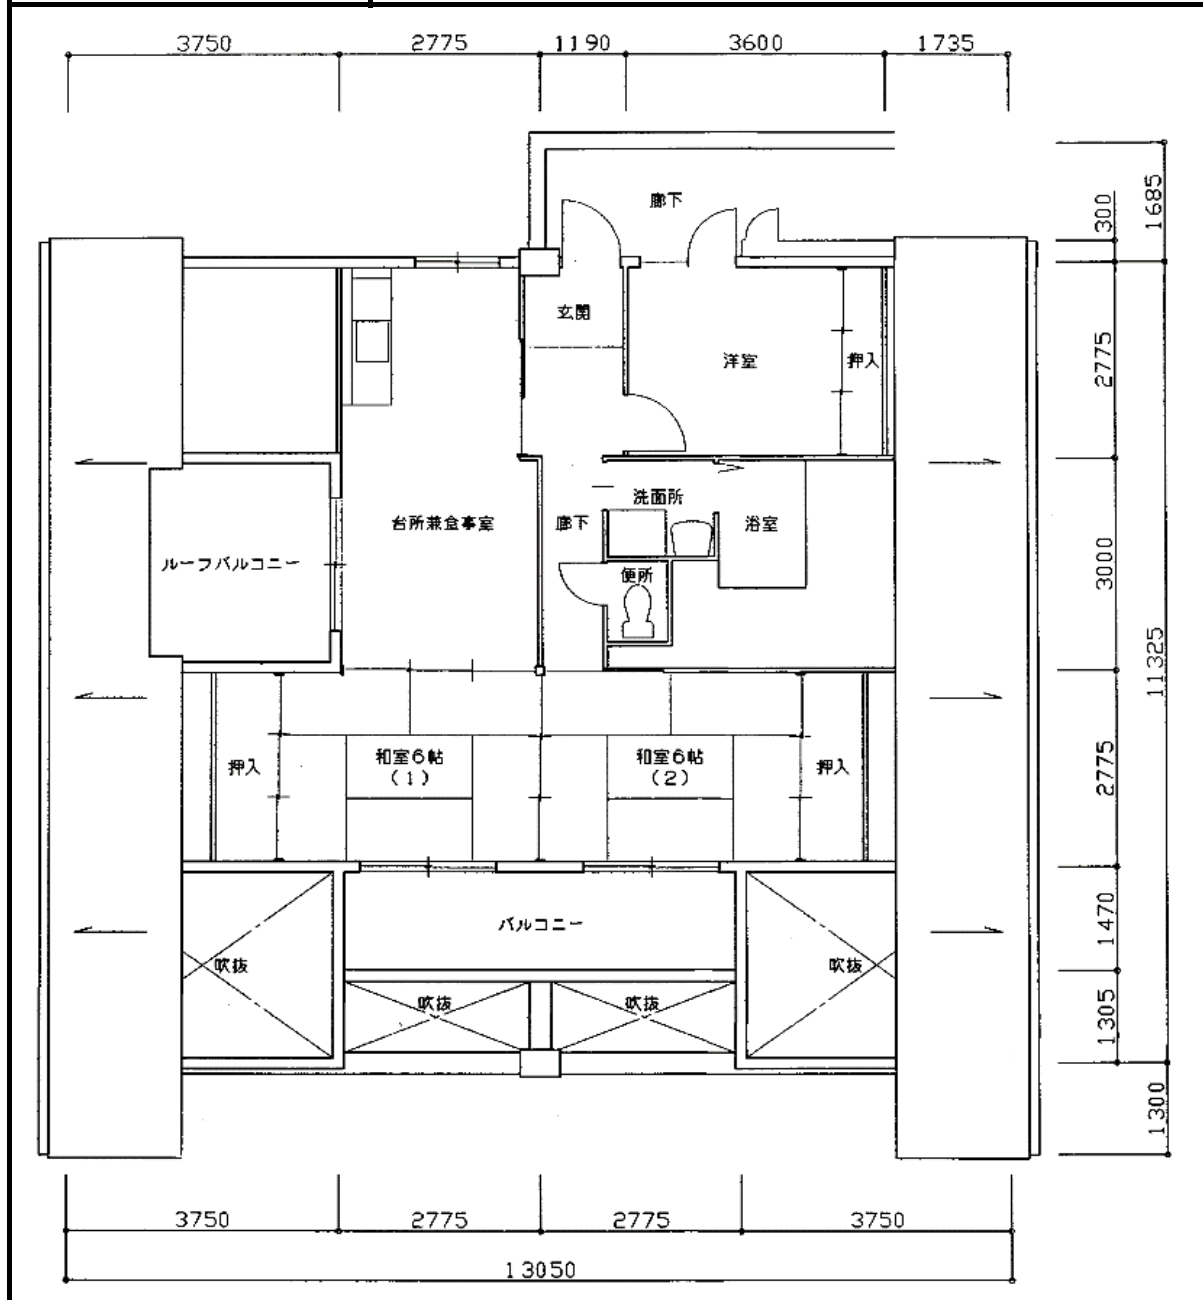 3750
2775
1190
3600
1735
1685
300
廊下
玄関
洋室
押入
2775
洗面所
台所兼食事室
廊下
浴室
ルーフバルコニー
便所
3000
11325
和室6帖
(1)
和室6帖
(2)
押入
押入
2775
バルコニー
1470
吹抜
吹抜
吹抜
吹抜
1305
1300
3750
2775
2775
3750
13050